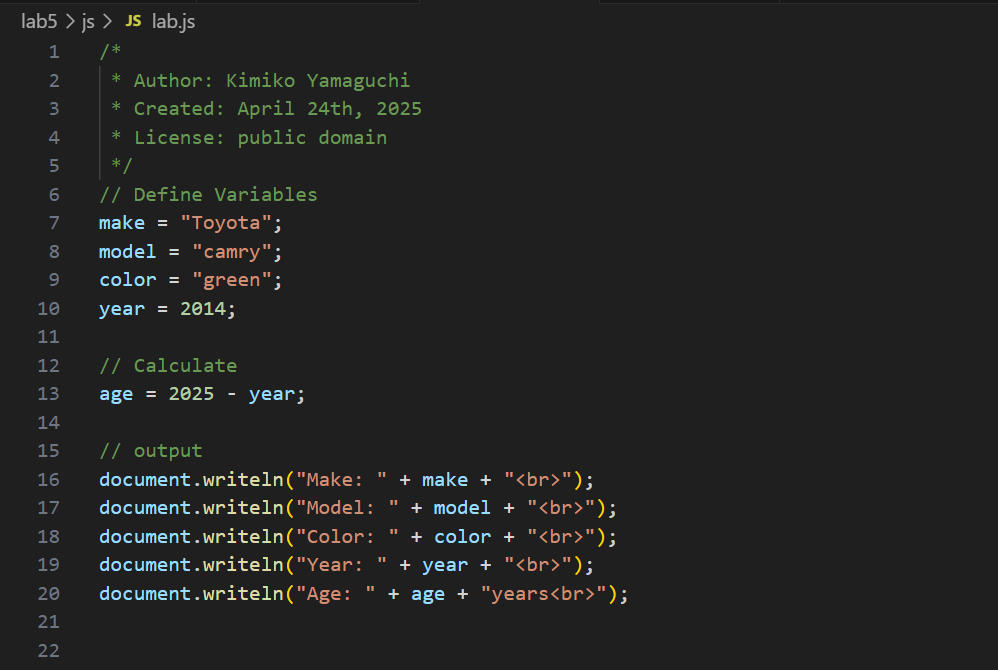 lab5 > js > JS lab.js
1 /*
2  * Author: Kimiko Yamaguchi
3  * Created: April 24th, 2025
4  * License: public domain
5  */
6 // Define Variables
7 make = "Toyota";
8 model = "camry";
9 color = "green";
10 year = 2014;
11
12 // Calculate
13 age = 2025 - year;
14
15 // output
16 document.writeln("Make: " + make + "<br>");
17 document.writeln("Model: " + model + "<br>");
18 document.writeln("Color: " + color + "<br>");
19 document.writeln("Year: " + year + "<br>");
20 document.writeln("Age: " + age + "years<br>");
21
22